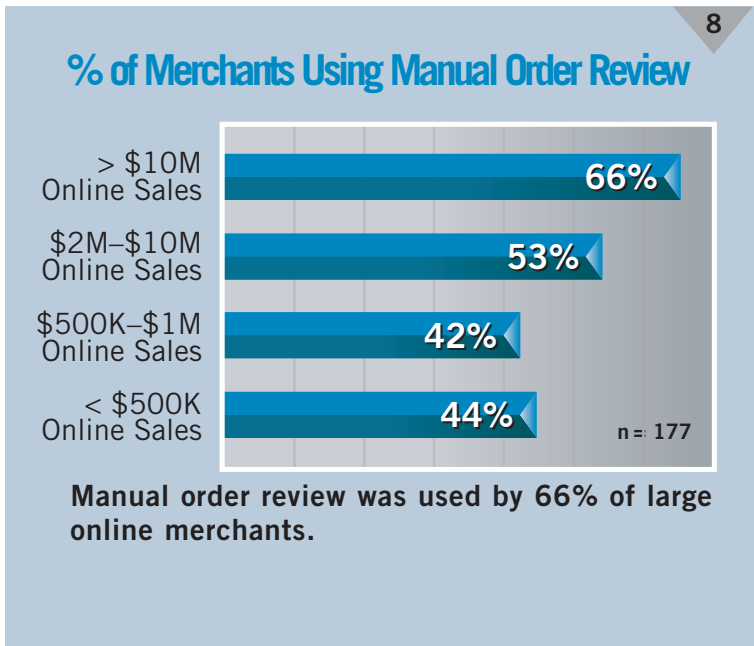 8
% of Merchants Using Manual Order Review
> $10M
Online Sales
66%
$2M–$10M
Online Sales
53%
$500K–$1M
Online Sales
42%
< $500K
Online Sales
44%
n = 177
Manual order review was used by 66% of large
online merchants.